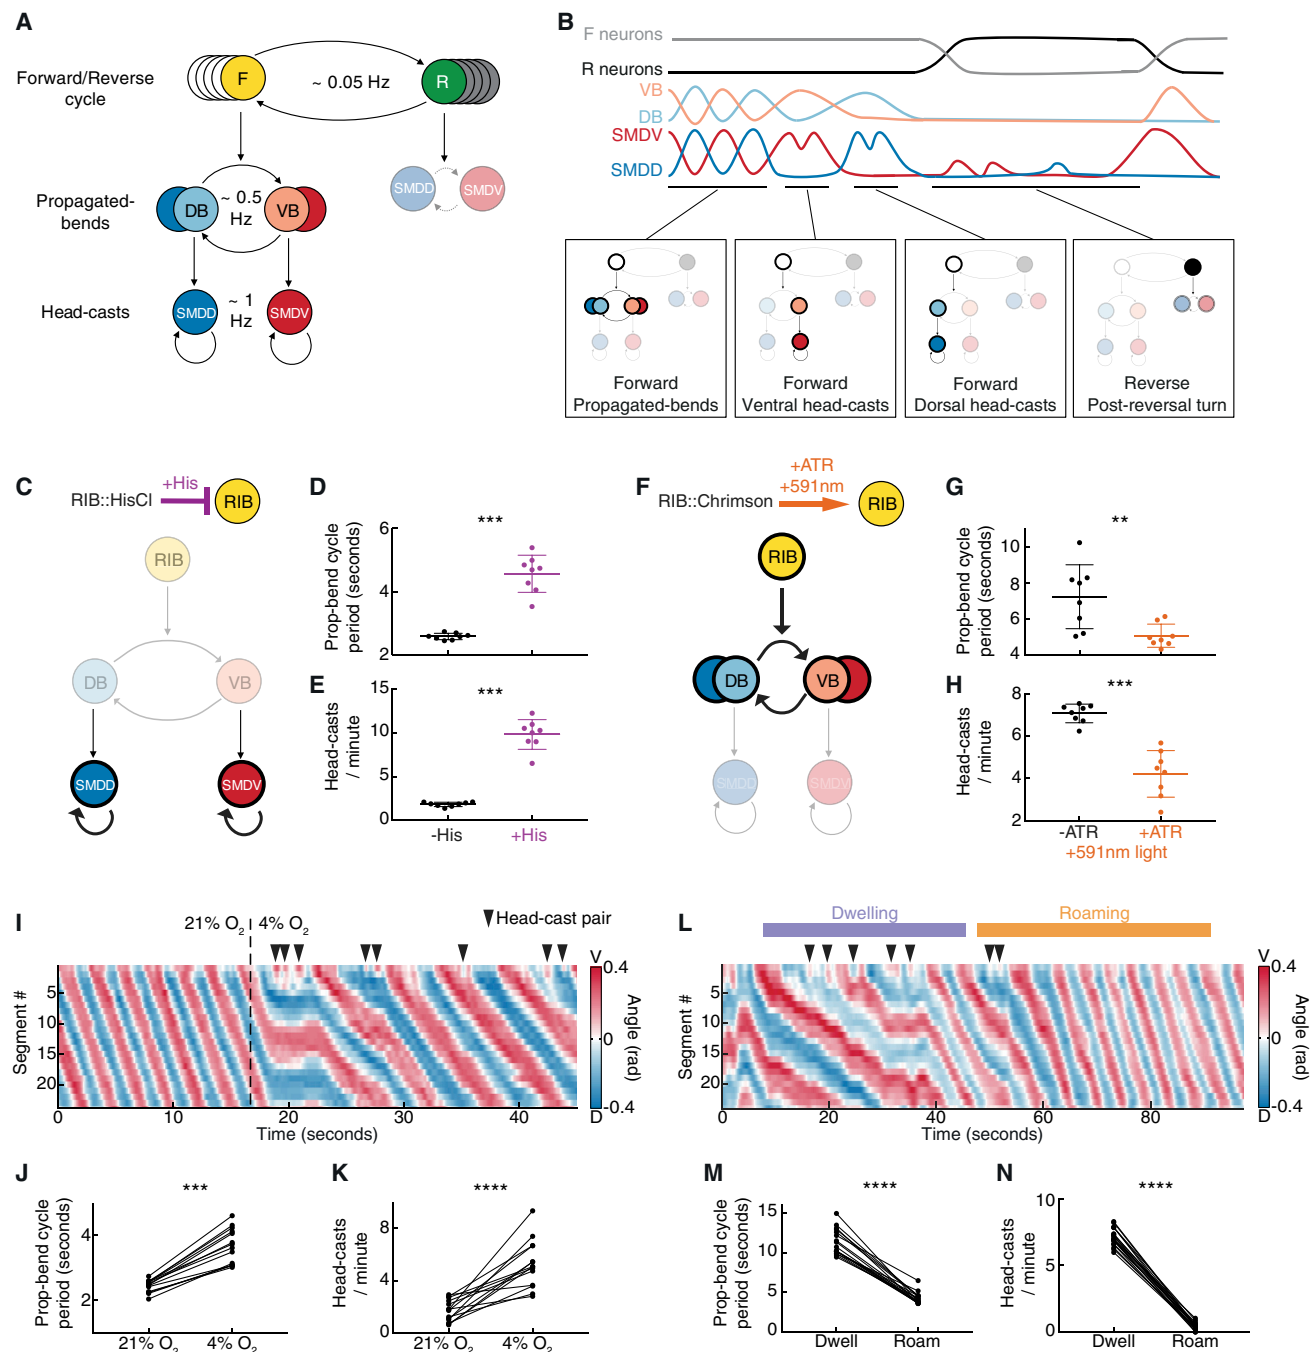 A
Forward/Reverse
cycle
F
~ 0.05 Hz
R
Propagated-
bends
DB
~ 0.5
Hz
VB
SMDD
SMDV
Head-casts
SMDD
~ 1
Hz
SMDV
B
F neurons
R neurons
VB
DB
SMDV
SMDD
Forward
Propagated-bends
Forward
Ventral head-casts
Forward
Dorsal head-casts
Reverse
Post-reversal turn
C
RIB::HisCl
+His
RIB
RIB
DB
VB
SMDD
SMDV
D
***
Prop-bend cycle
period (seconds)
6
4
2
E
***
Head-casts
/ minute
15
10
5
0
-His
+His
F
RIB::Chrimson
+ATR
+591nm
RIB
RIB
DB
VB
SMDD
SMDV
G
**
Prop-bend cycle
period (seconds)
10
8
6
4
H
***
Head-casts
/ minute
8
6
4
2
-ATR
+ATR
+591nm light
I
21% O2
4% O2
Head-cast pair
Segment #
5
10
15
20
0
10
20
30
40
Time (seconds)
V
0.4
0
-0.4
D
Angle (rad)
L
Dwelling
Roaming
Segment #
5
10
15
20
0
20
40
60
80
Time (seconds)
V
0.4
0
-0.4
D
Angle (rad)
J
***
Prop-bend cycle
period (seconds)
4
2
21% O2
4% O2
K
****
Head-casts
/ minute
8
4
0
21% O2
4% O2
M
****
Prop-bend cycle
period (seconds)
15
10
5
0
Dwell
Roam
N
****
Head-casts
/ minute
10
5
0
Dwell
Roam